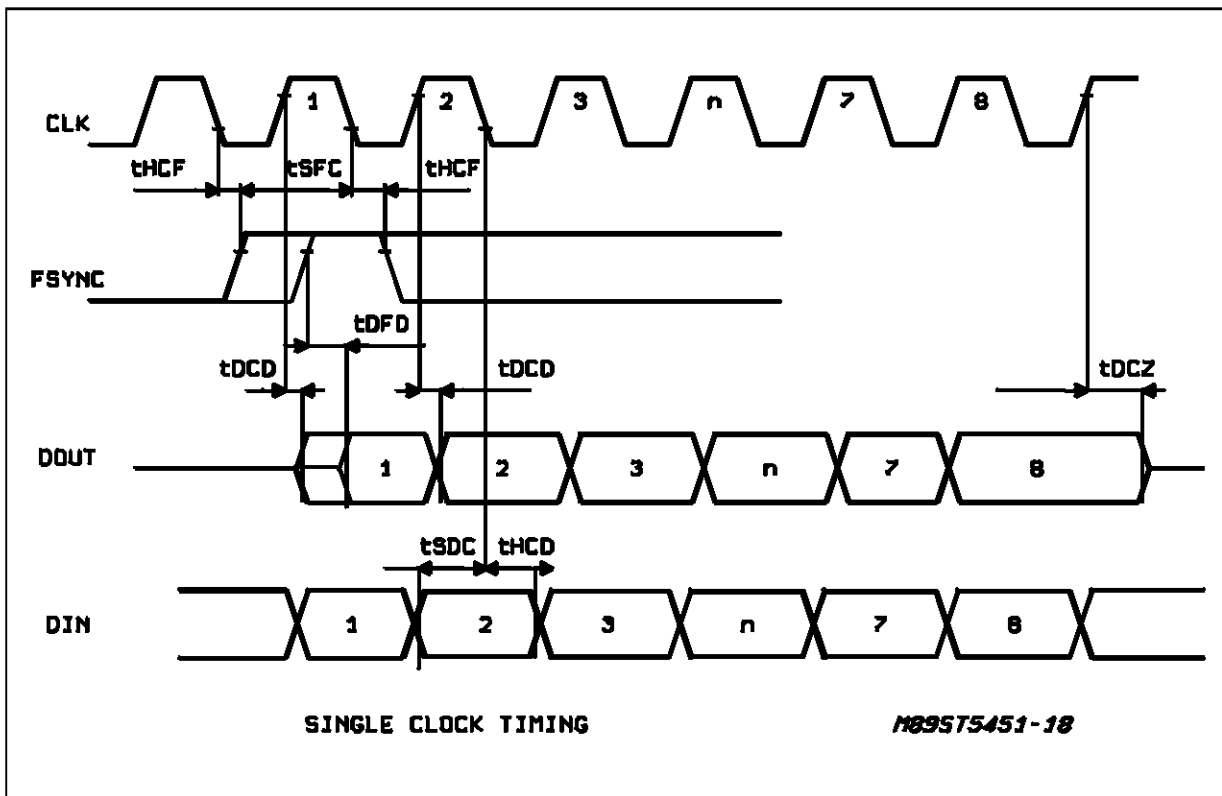 CLK 1 2 3 n 7 8
tHCF tSFC tHCF
FSYNC
tDFD
tDCD tDCD tDCZ
DOUT 1 2 3 n 7 8
tSDC tHCD
DIN 1 2 3 n 7 8
SINGLE CLOCK TIMING M89ST5451-18